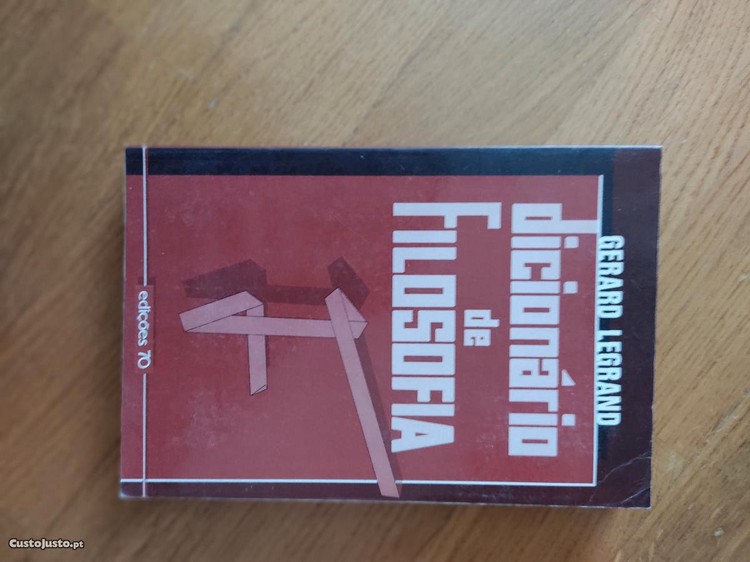 GERARD LEGRAND
dicionário
de
FILOSOFIA
edições 70
CustoJusto.pt